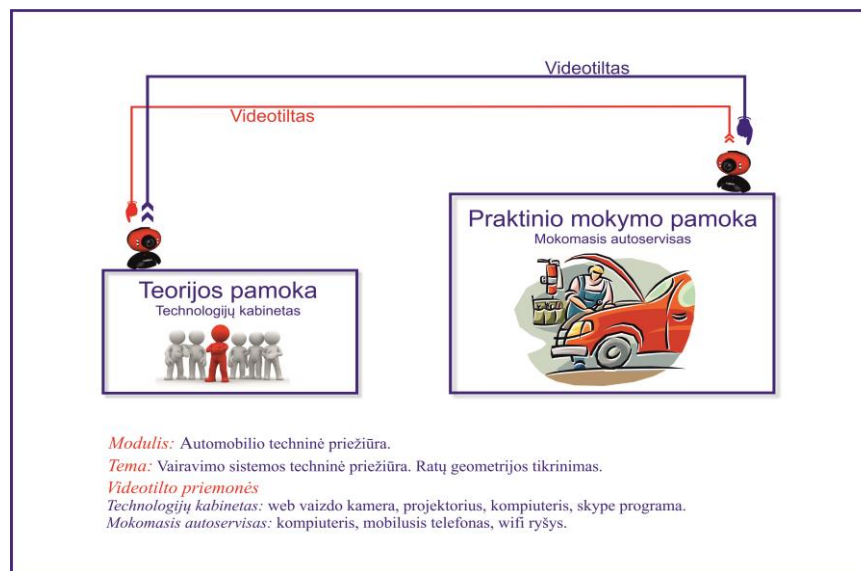 Videotiltas
Videotiltas
Praktinio mokymo pamoka
Mokomasis autoservisas
Teorijos pamoka
Technologijų kabinetas
Modulis: Automobilio techninė priežiūra.
Tema: Vairavimo sistemos techninė priežiūra. Ratų geometrijos tikrinimas.
Videotilto priemonės
Technologijų kabinetas: web vaizdo kamera, projektorius, kompiuteris, skype programa.
Mokomasis autoservisas: kompiuteris, mobilusis telefonas, wifi ryšys.